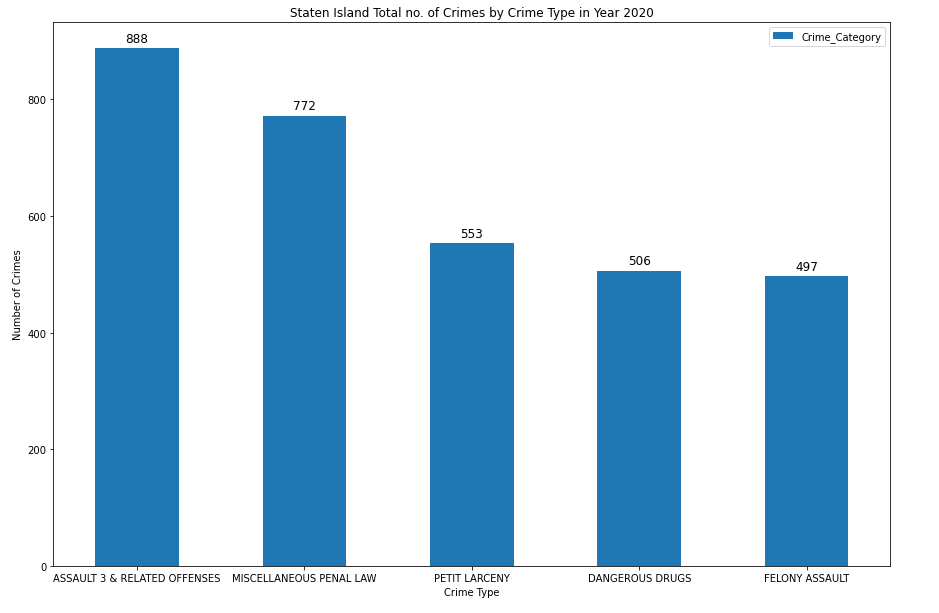 Staten Island Total no. of Crimes by Crime Type in Year 2020
Crime_Category
888
772
553
506
497
Number of Crimes
800
600
400
200
0
ASSAULT 3 & RELATED OFFENSES
MISCELLANEOUS PENAL LAW
PETIT LARCENY
DANGEROUS DRUGS
FELONY ASSAULT
Crime Type